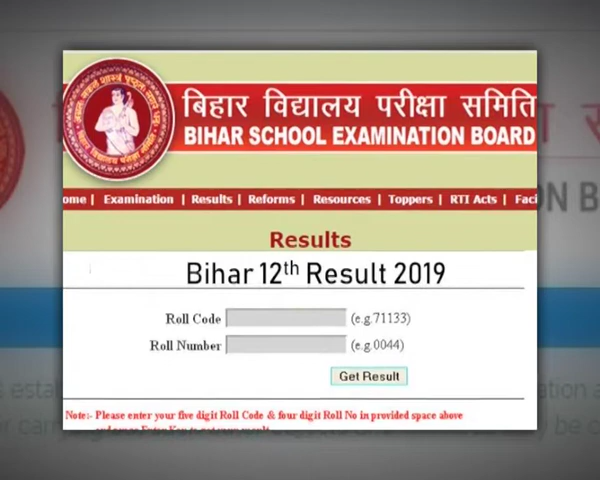 बिहार विद्यालय परीक्षा समिति
BIHAR SCHOOL EXAMINATION BOARD
ome | Examination | Results | Reforms | Resources | Toppers | RTI Acts | Faci
ON B
Results
Bihar 12th Result 2019
Roll Code (e.g.71133)
Roll Number (e.g.0044)
Get Result
Note:- Please enter your five digit Roll Code & four digit Roll No in provided space above